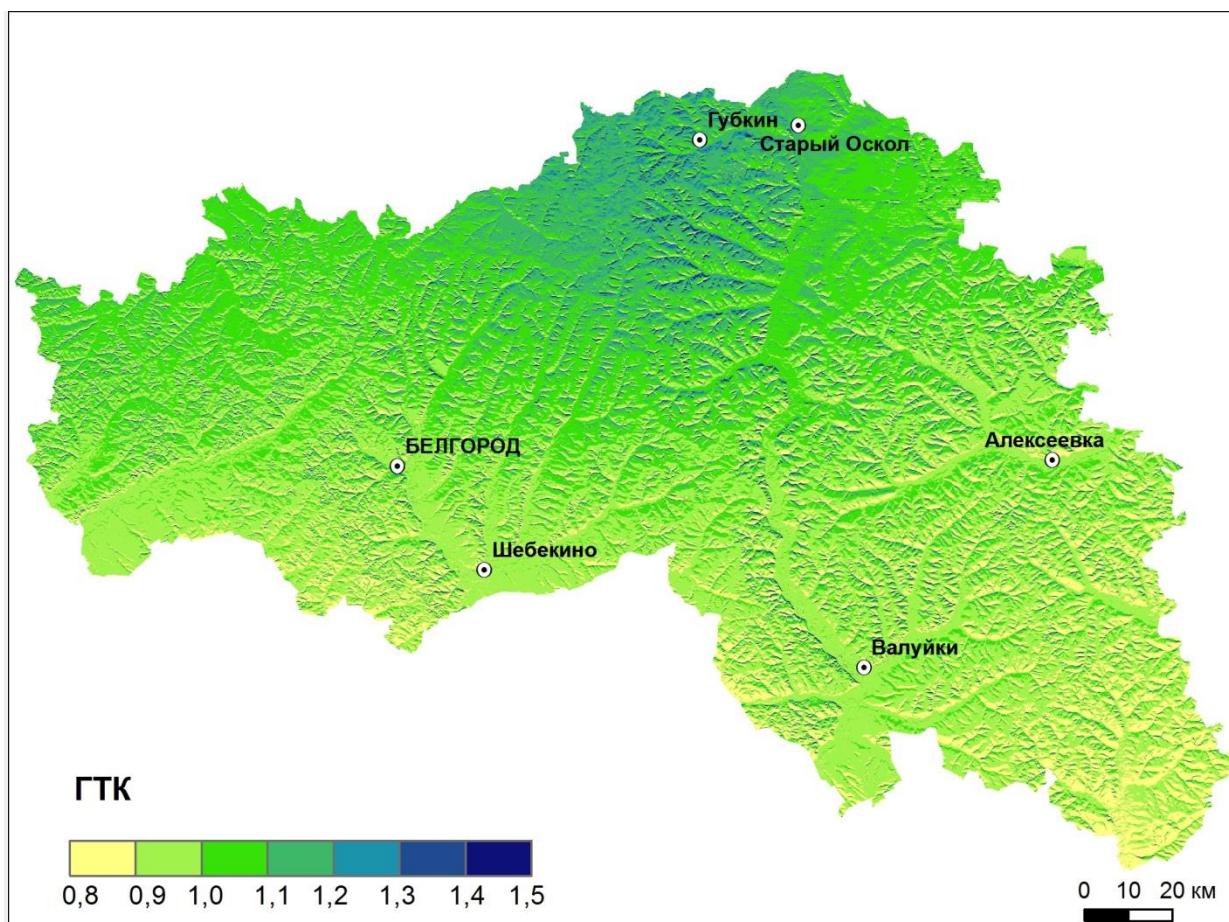 Губкин
Старый Оскол
БЕЛГОРОД
Алексеевка
Шебекино
Валуйки
ГТК
0,8 0,9 1,0 1,1 1,2 1,3 1,4 1,5
0 10 20 км